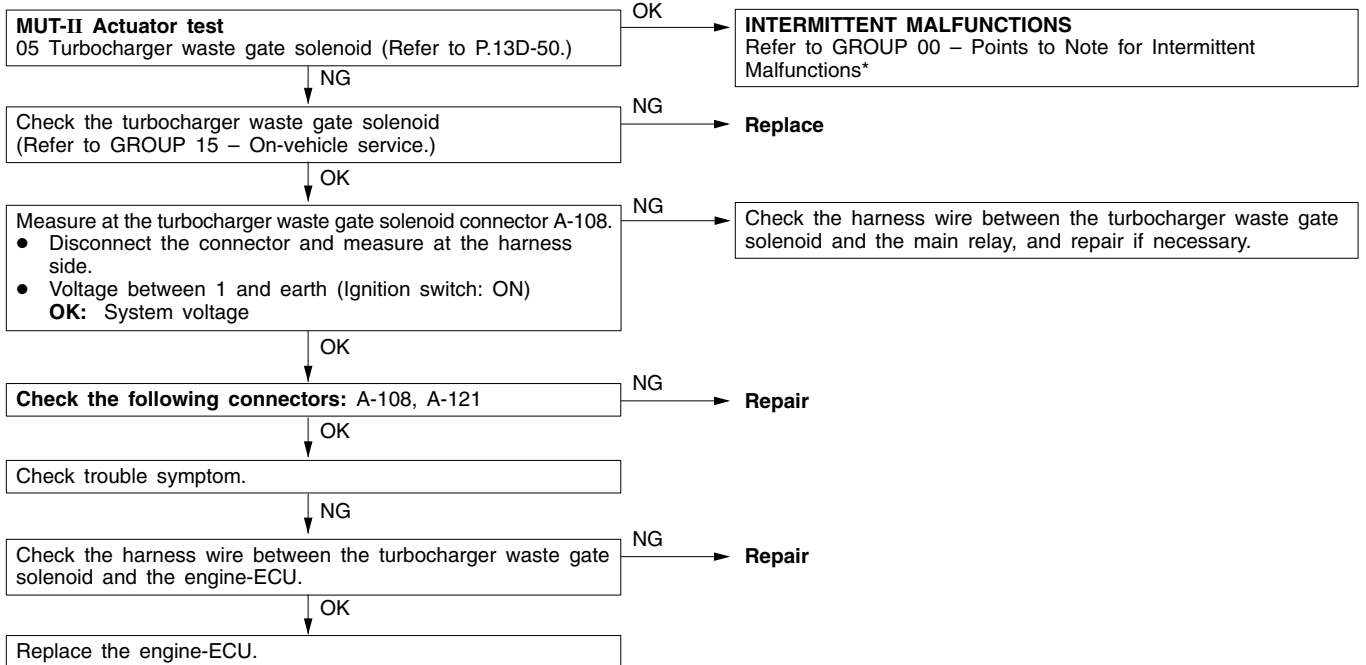 MUT-II Actuator test
05 Turbocharger waste gate solenoid (Refer to P.13D-50.)
OK
INTERMITTENT MALFUNCTIONS
Refer to GROUP 00 – Points to Note for Intermittent
Malfunctions*
NG
Check the turbocharger waste gate solenoid
(Refer to GROUP 15 – On-vehicle service.)
NG
Replace
OK
Measure at the turbocharger waste gate solenoid connector A-108.
● Disconnect the connector and measure at the harness
side.
● Voltage between 1 and earth (Ignition switch: ON)
OK: System voltage
NG
Check the harness wire between the turbocharger waste gate
solenoid and the main relay, and repair if necessary.
OK
Check the following connectors: A-108, A-121
NG
Repair
OK
Check trouble symptom.
NG
Check the harness wire between the turbocharger waste gate
solenoid and the engine-ECU.
NG
Repair
OK
Replace the engine-ECU.